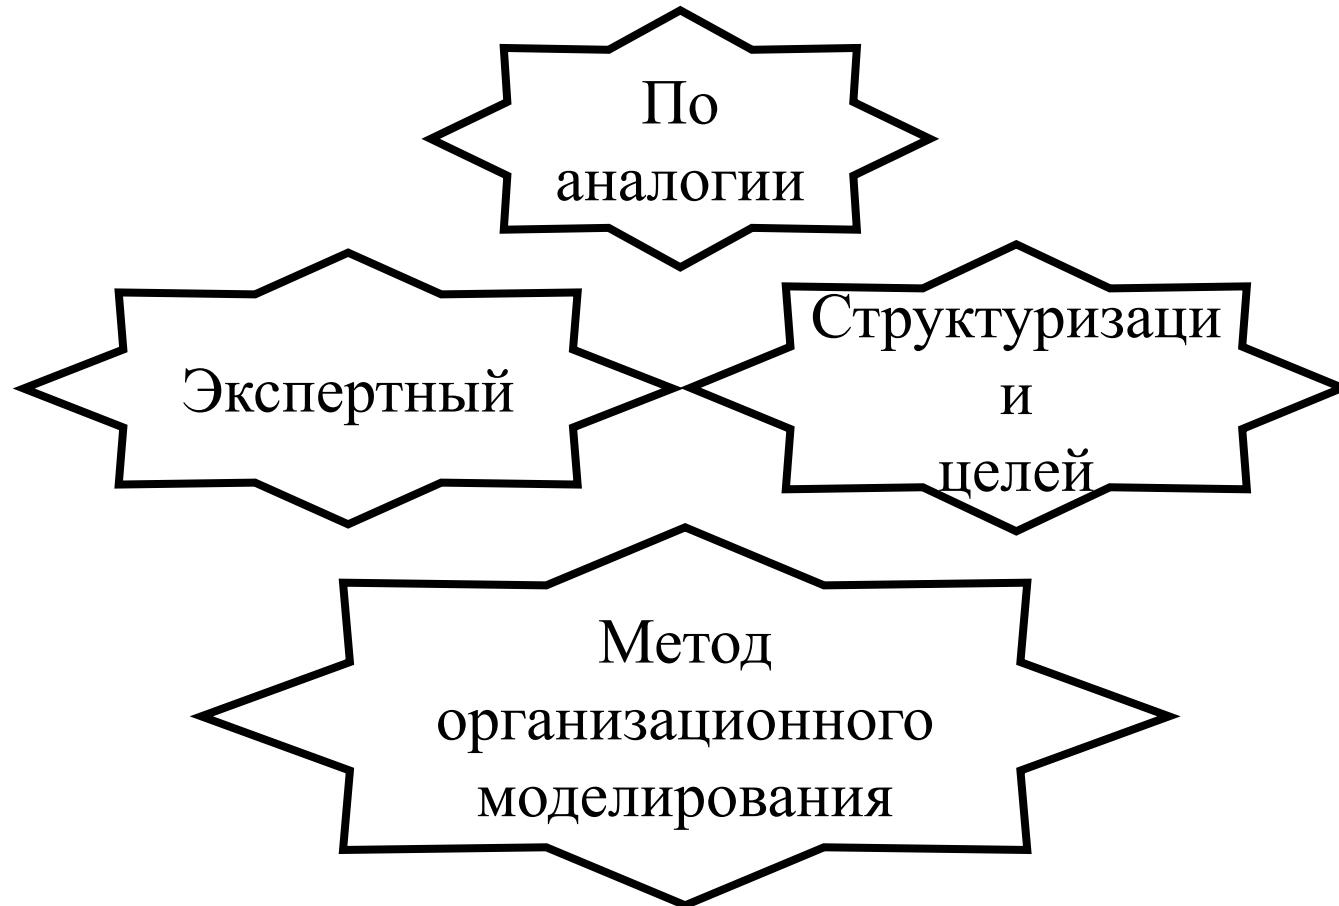 По
аналогии
Экспертный
Структуризаци
и
целей
Метод
организационного
моделирования